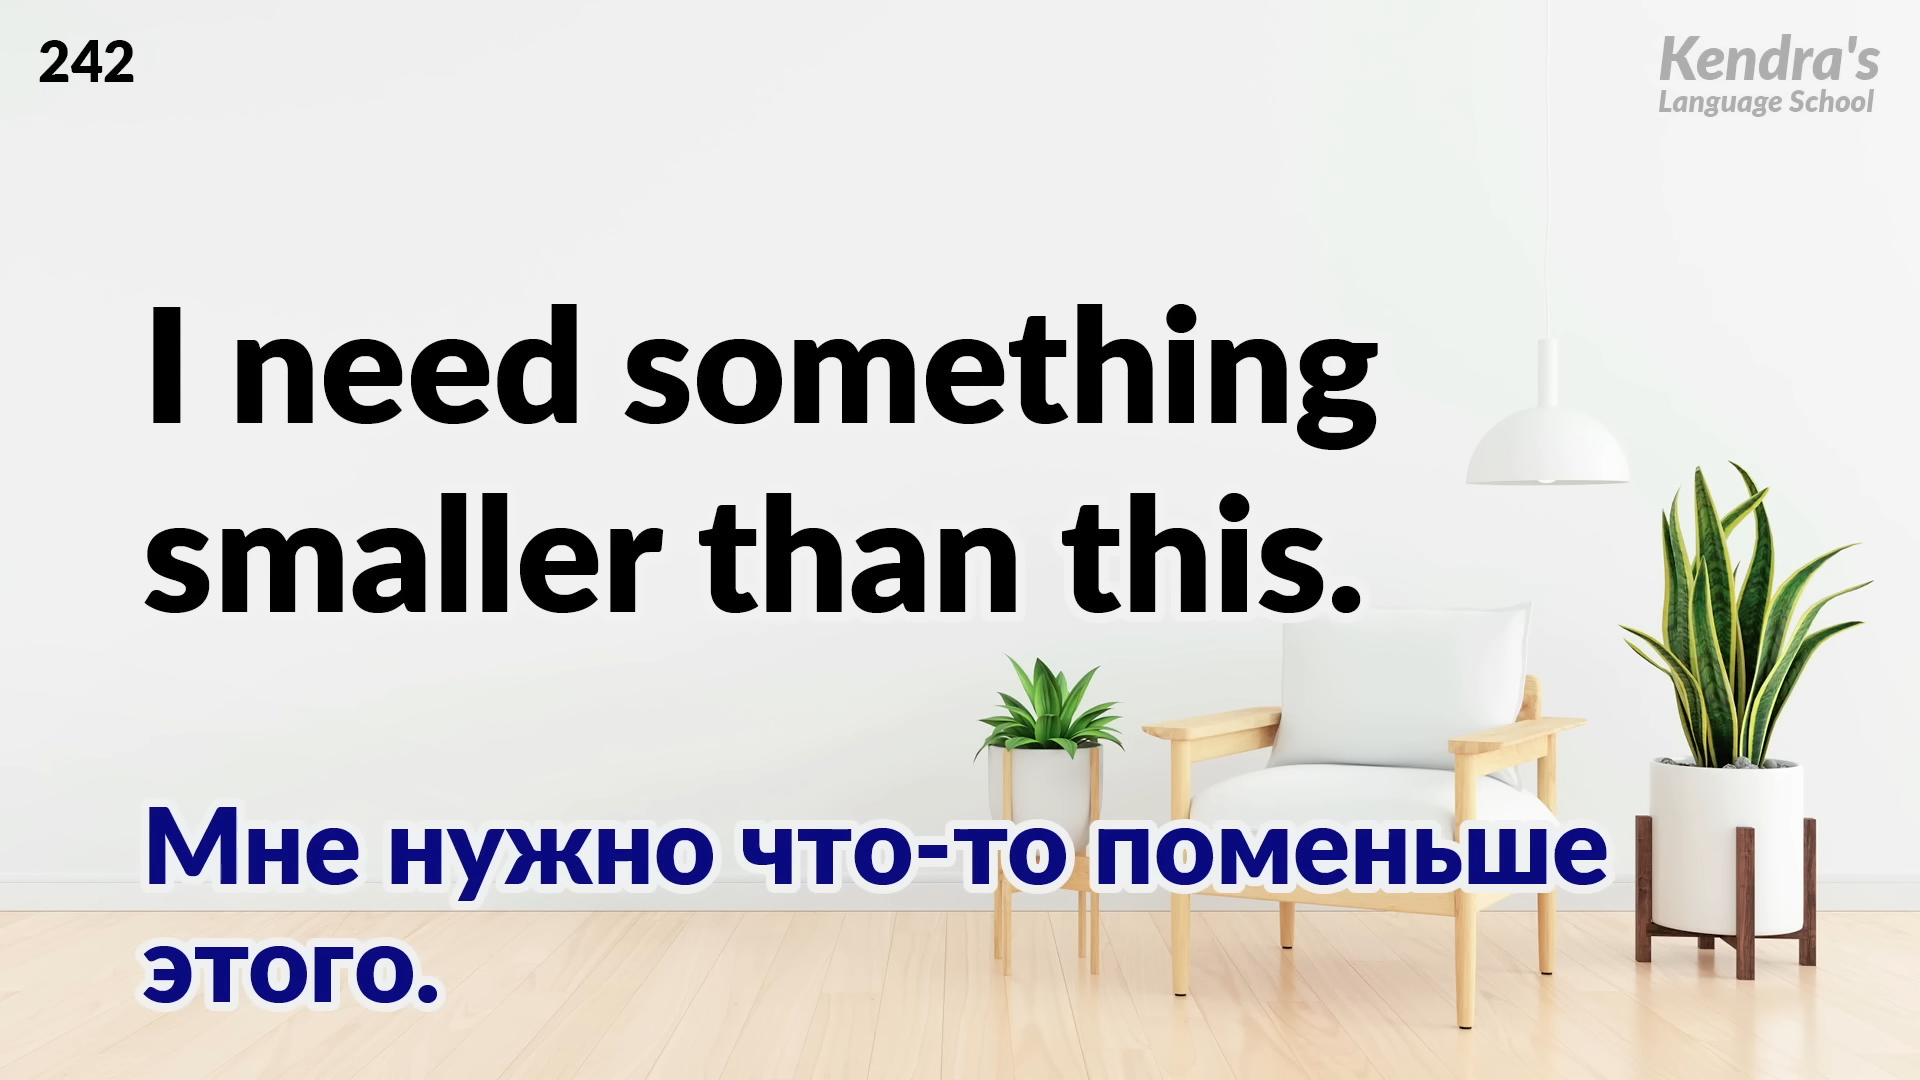 242
Kendra's
Language School
I need something
smaller than this.
Мне нужно что-то поменьше
этого.